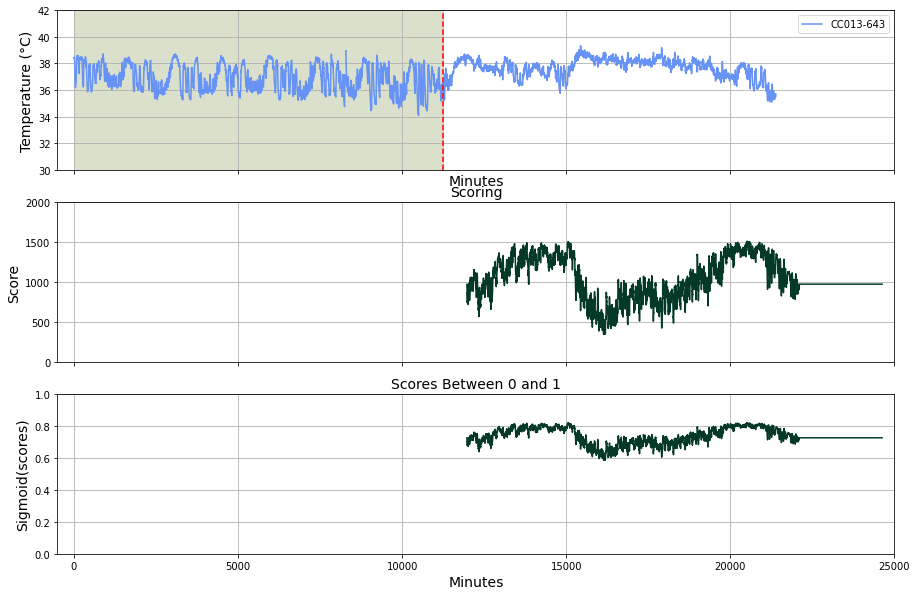 42
40
38
36
34
32
30
Temperature (°C)
CC013-643
Minutes
Scoring
2000
1500
1000
500
0
Score
Scores Between 0 and 1
1.0
0.8
0.6
0.4
0.2
0.0
Sigmoid(scores)
0 5000 10000 15000 20000 25000
Minutes